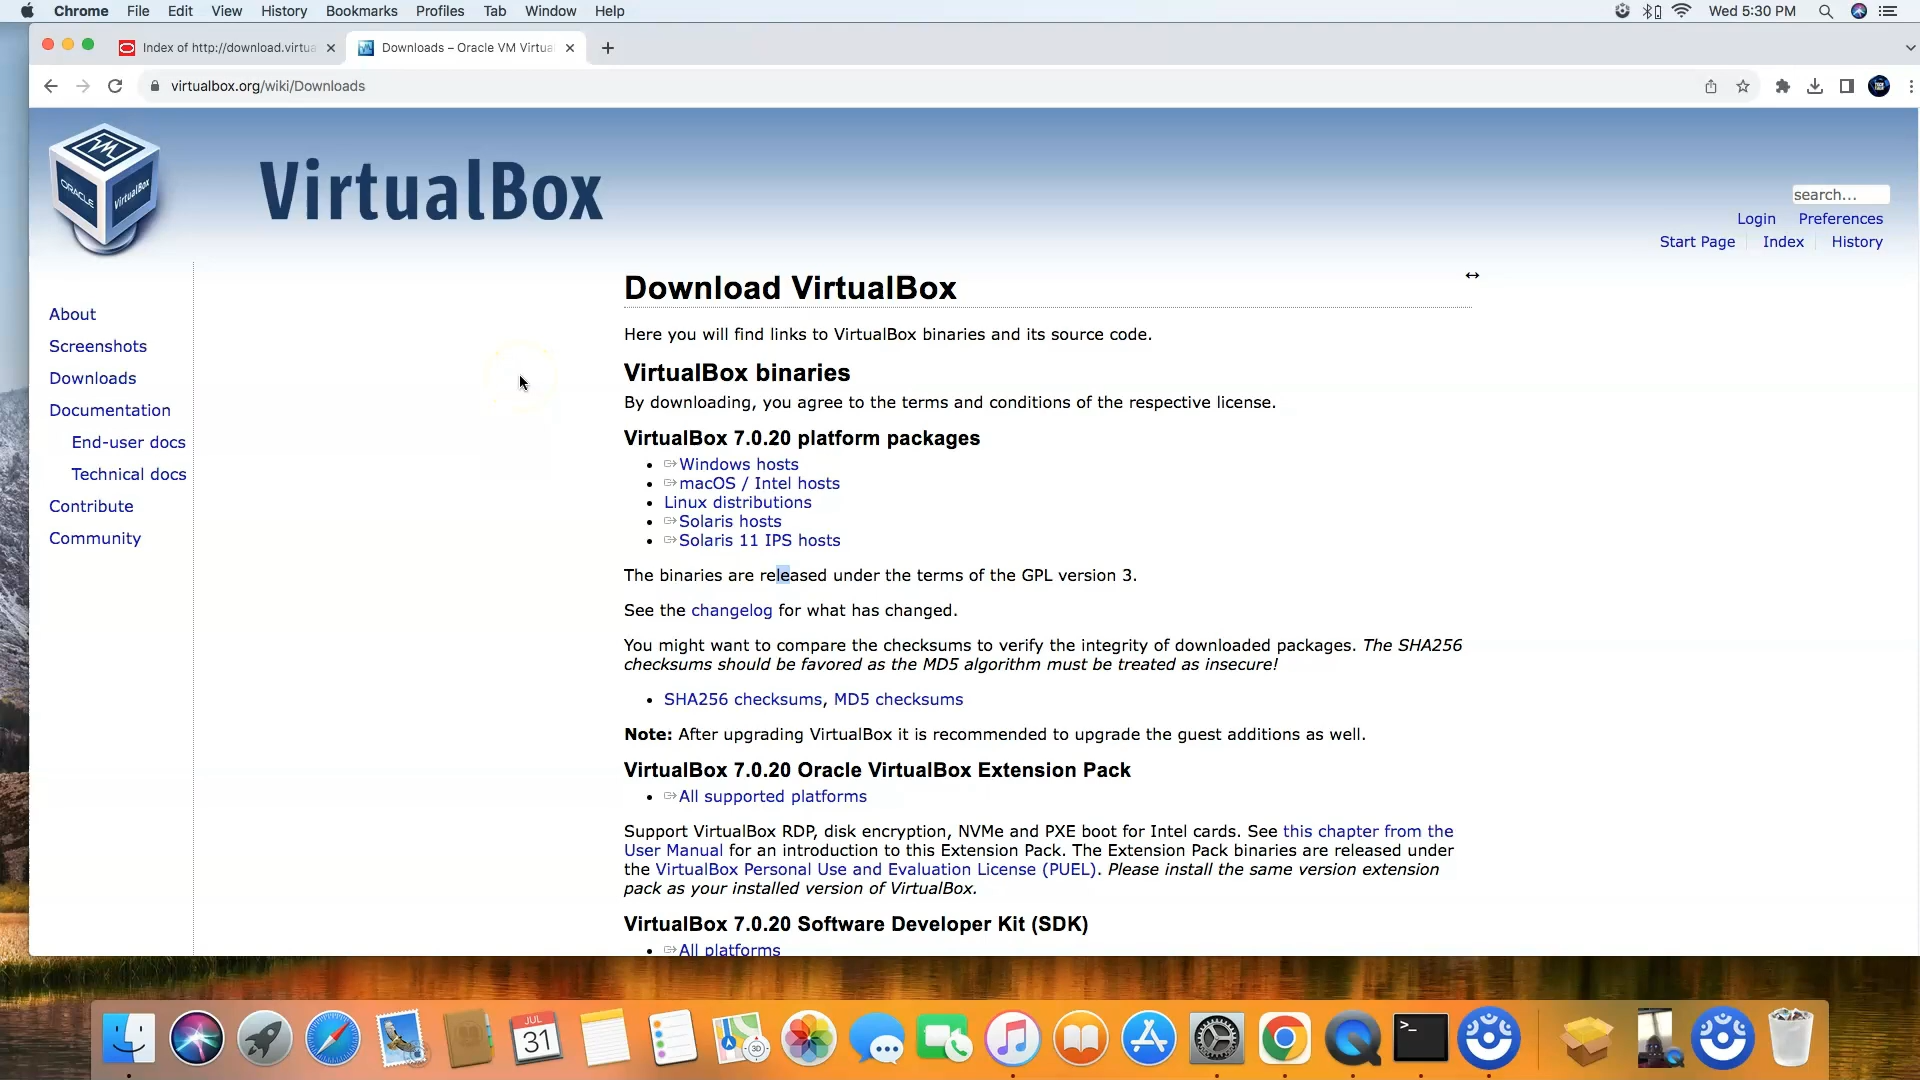 Chrome File Edit View History Bookmarks Profiles Tab Window Help Wed 5:30 PM
Index of http://download.virtua Downloads – Oracle VM Virtua
virtualbox.org/wiki/Downloads
ORACLE VirtualBox
VirtualBox
search...
Login Preferences
Start Page Index History
About
Screenshots
Downloads
Documentation
End-user docs
Technical docs
Contribute
Community
Download VirtualBox
Here you will find links to VirtualBox binaries and its source code.
VirtualBox binaries
By downloading, you agree to the terms and conditions of the respective license.
VirtualBox 7.0.20 platform packages
• Windows hosts
• macOS / Intel hosts
• Linux distributions
• Solaris hosts
• Solaris 11 IPS hosts
The binaries are released under the terms of the GPL version 3.
See the changelog for what has changed.
You might want to compare the checksums to verify the integrity of downloaded packages. The SHA256
checksums should be favored as the MD5 algorithm must be treated as insecure!
• SHA256 checksums, MD5 checksums
Note: After upgrading VirtualBox it is recommended to upgrade the guest additions as well.
VirtualBox 7.0.20 Oracle VirtualBox Extension Pack
• All supported platforms
Support VirtualBox RDP, disk encryption, NVMe and PXE boot for Intel cards. See this chapter from the
User Manual for an introduction to this Extension Pack. The Extension Pack binaries are released under
the VirtualBox Personal Use and Evaluation License (PUEL). Please install the same version extension
pack as your installed version of VirtualBox.
VirtualBox 7.0.20 Software Developer Kit (SDK)
• All platforms
JUL
31
3D
>_